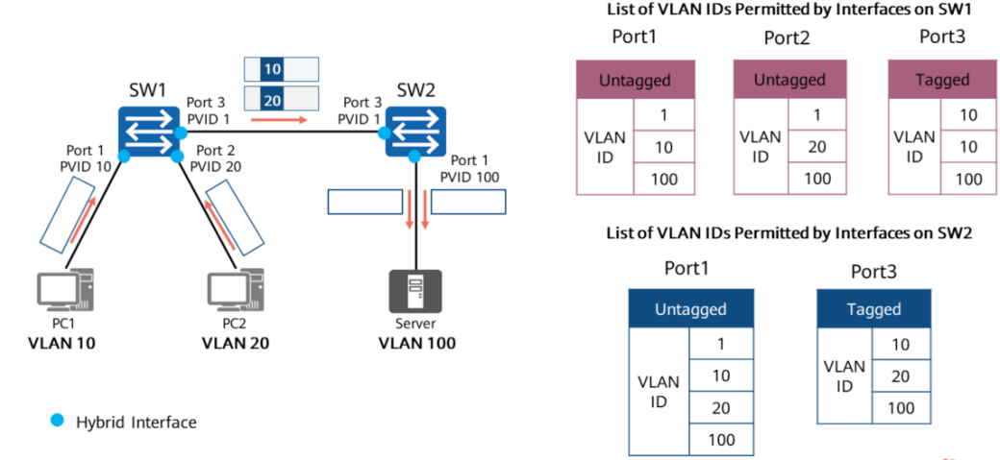 List of VLAN IDs Permitted by Interfaces on SW1
Port1
Port2
Port3
Untagged
Untagged
Tagged
VLAN ID
1
10
100
VLAN ID
1
20
100
VLAN ID
10
10
100
10
20
SW1
SW2
Port 3
PVID 1
Port 3
PVID 1
Port 1
PVID 10
Port 2
PVID 20
Port 1
PVID 100
PC1
VLAN 10
PC2
VLAN 20
Server
VLAN 100
Hybrid Interface
List of VLAN IDs Permitted by Interfaces on SW2
Port1
Port3
Untagged
Tagged
VLAN ID
1
10
20
100
VLAN ID
10
20
100